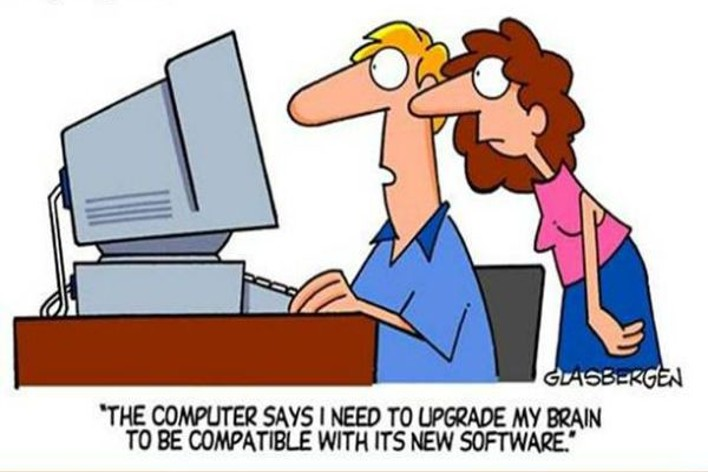 GLASBERGEN
"THE COMPUTER SAYS I NEED TO UPGRADE MY BRAIN
TO BE COMPATIBLE WITH ITS NEW SOFTWARE."